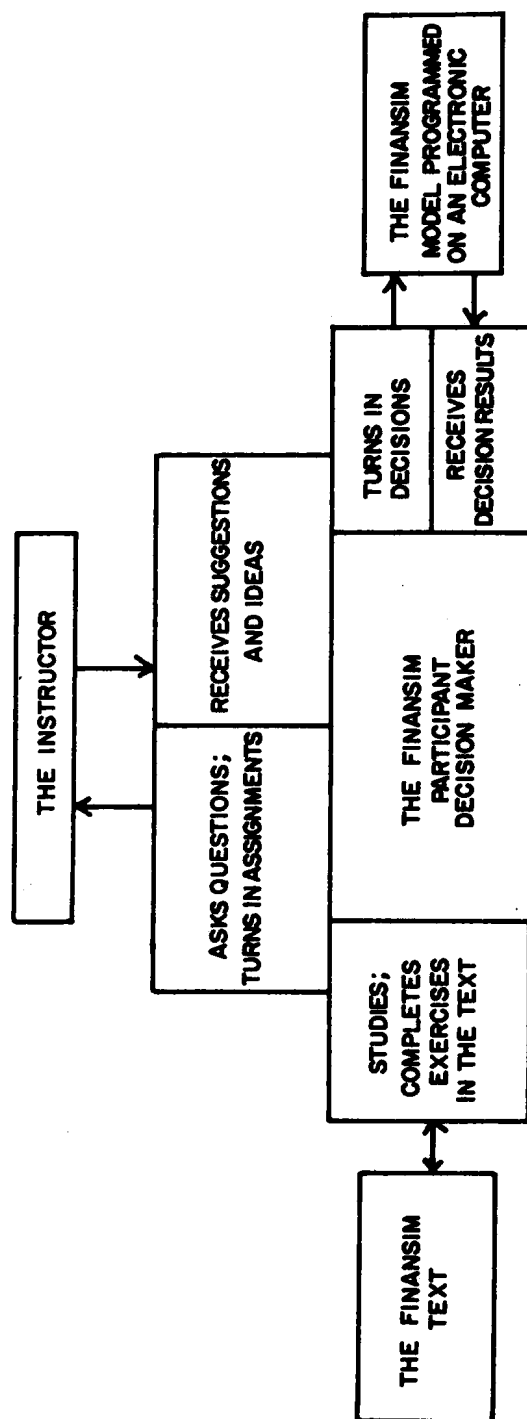 THE INSTRUCTOR
ASKS QUESTIONS;
TURNS IN ASSIGNMENTS
RECEIVES SUGGESTIONS
AND IDEAS
THE FINANSIM
TEXT
STUDIES;
COMPLETES
EXERCISES
IN THE TEXT
THE FINANSIM
PARTICIPANT
DECISION MAKER
TURNS IN
DECISIONS
RECEIVES
DECISION RESULTS
THE FINANSIM
MODEL PROGRAMMED
ON AN ELECTRONIC
COMPUTER